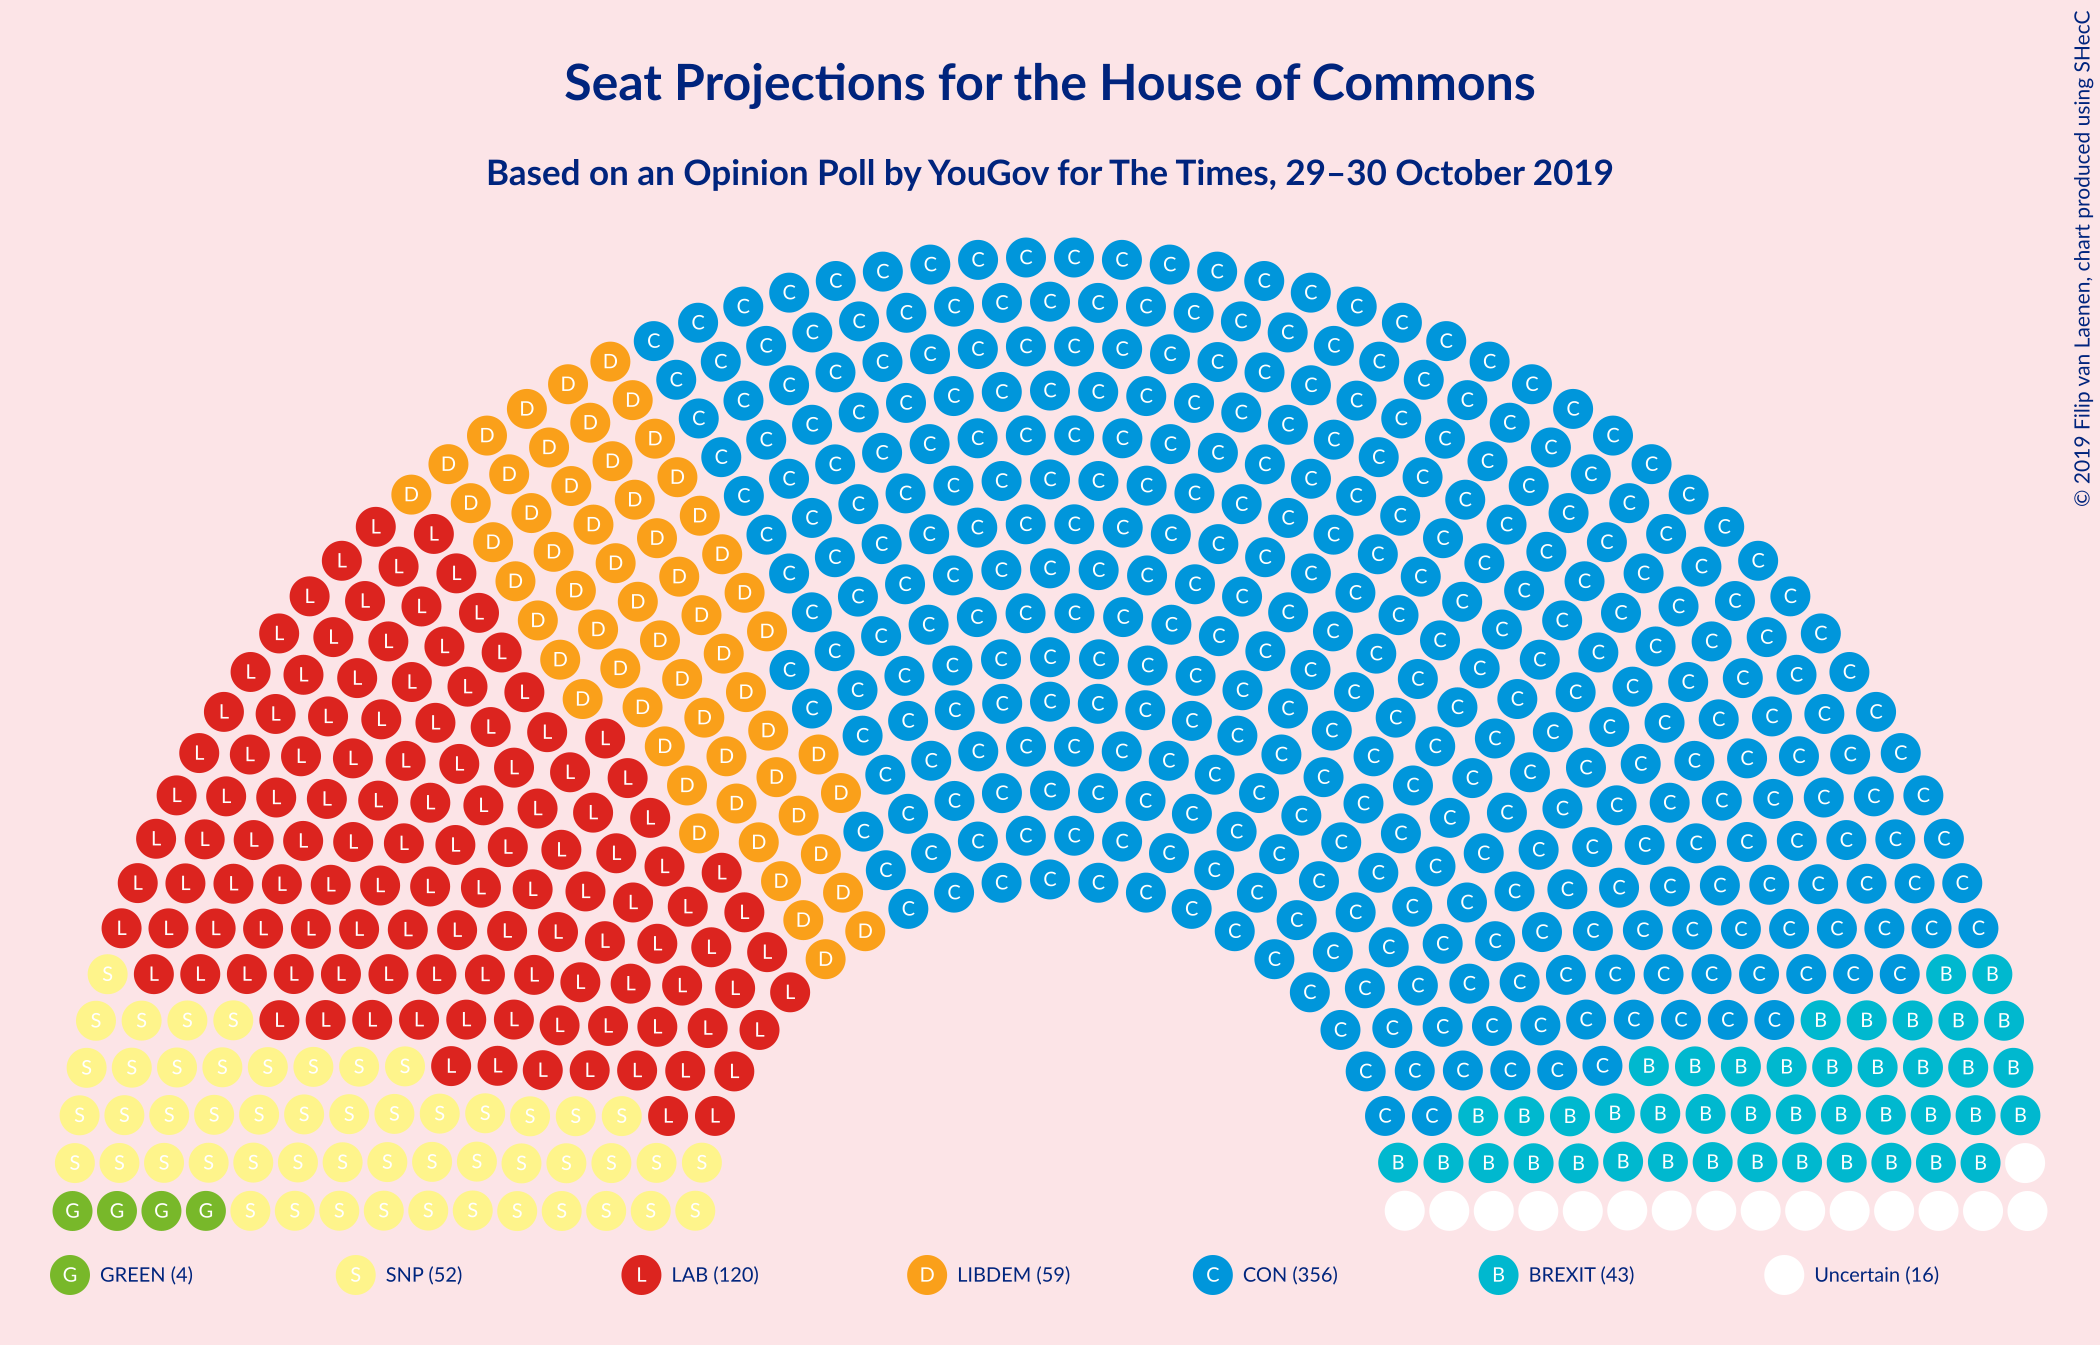 Seat Projections for the House of Commons
Based on an Opinion Poll by YouGov for The Times, 29–30 October 2019
© 2019 Filip van Laenen, chart produced using SHecC
G GREEN (4)
S SNP (52)
L LAB (120)
D LIBDEM (59)
C CON (356)
B BREXIT (43)
Uncertain (16)